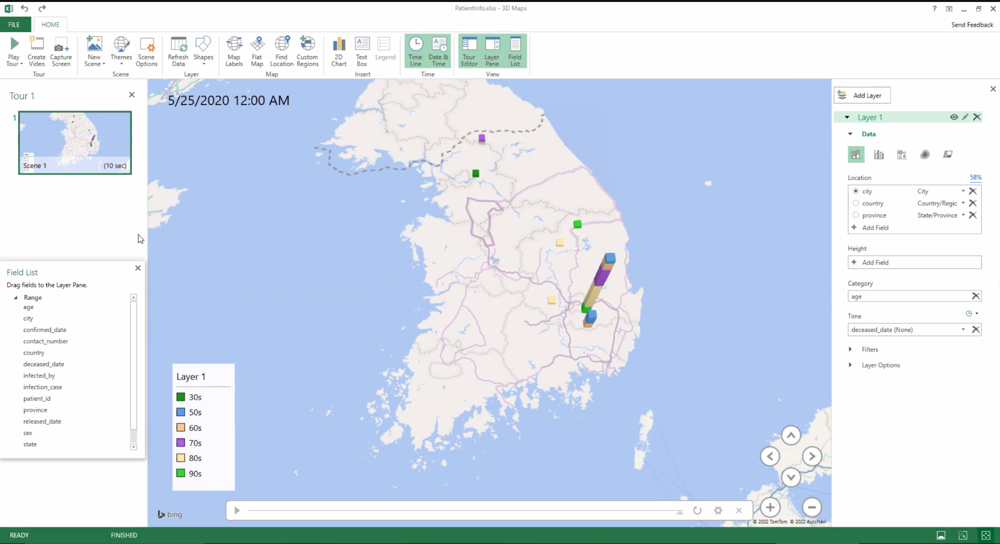 PatientInfo.xlsx - 3D Maps
?
FILE
HOME
Send Feedback
Play Tour
Create Video
Capture Screen
Tour
New Scene
Themes
Scene Options
Scene
Refresh Data
Shapes
Layer
Map Labels
Flat Map
Find Location
Custom Regions
Map
2D Chart
Text Box
Legend
Insert
Time Line
Date & Time
Time
Tour Editor
Layer Pane
Field List
View
Tour 1
1
Scene 1
(10 sec)
Field List
Drag fields to the Layer Pane.
Range
age
city
confirmed_date
contact_number
country
deceased_date
infected_by
infection_case
patient_id
province
released_date
sex
state
5/25/2020 12:00 AM
Layer 1
30s
50s
60s
70s
80s
90s
bing
© 2022 TomTom © 2022 AutoNavi
Add Layer
Layer 1
Data
Location
58%
city
City
country
Country/Regic
province
State/Province
Add Field
Height
Add Field
Category
age
Time
deceased_date (None)
Filters
Layer Options
READY
FINISHED